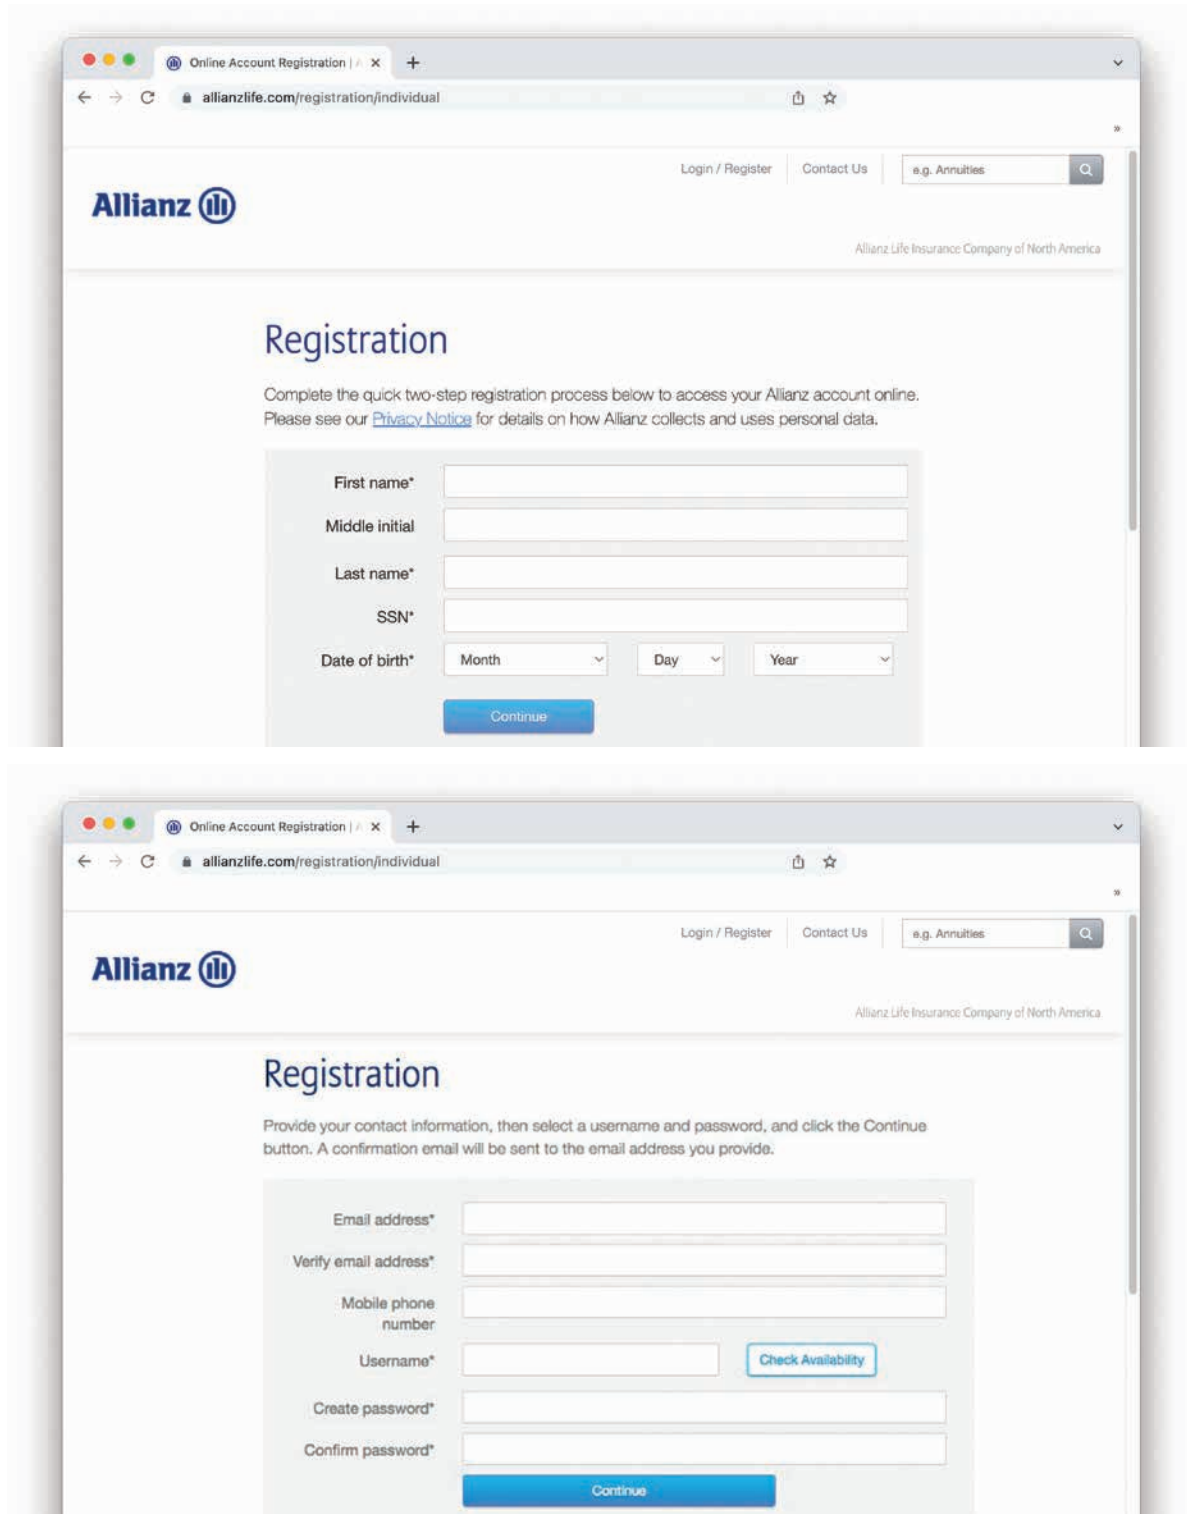 Online Account Registration |
allianzlife.com/registration/individual
»
Login / Register Contact Us e.g. Annuities
Allianz
Allianz Life Insurance Company of North America
Registration
Complete the quick two-step registration process below to access your Allianz account online.
Please see our Privacy Notice for details on how Allianz collects and uses personal data.
First name*
Middle initial
Last name*
SSN*
Date of birth* Month Day Year
Continue
Online Account Registration |
allianzlife.com/registration/individual
»
Login / Register Contact Us e.g. Annuities
Allianz
Allianz Life Insurance Company of North America
Registration
Provide your contact information, then select a username and password, and click the Continue
button. A confirmation email will be sent to the email address you provide.
Email address*
Verify email address*
Mobile phone
number
Username* Check Availability
Create password*
Confirm password*
Continue